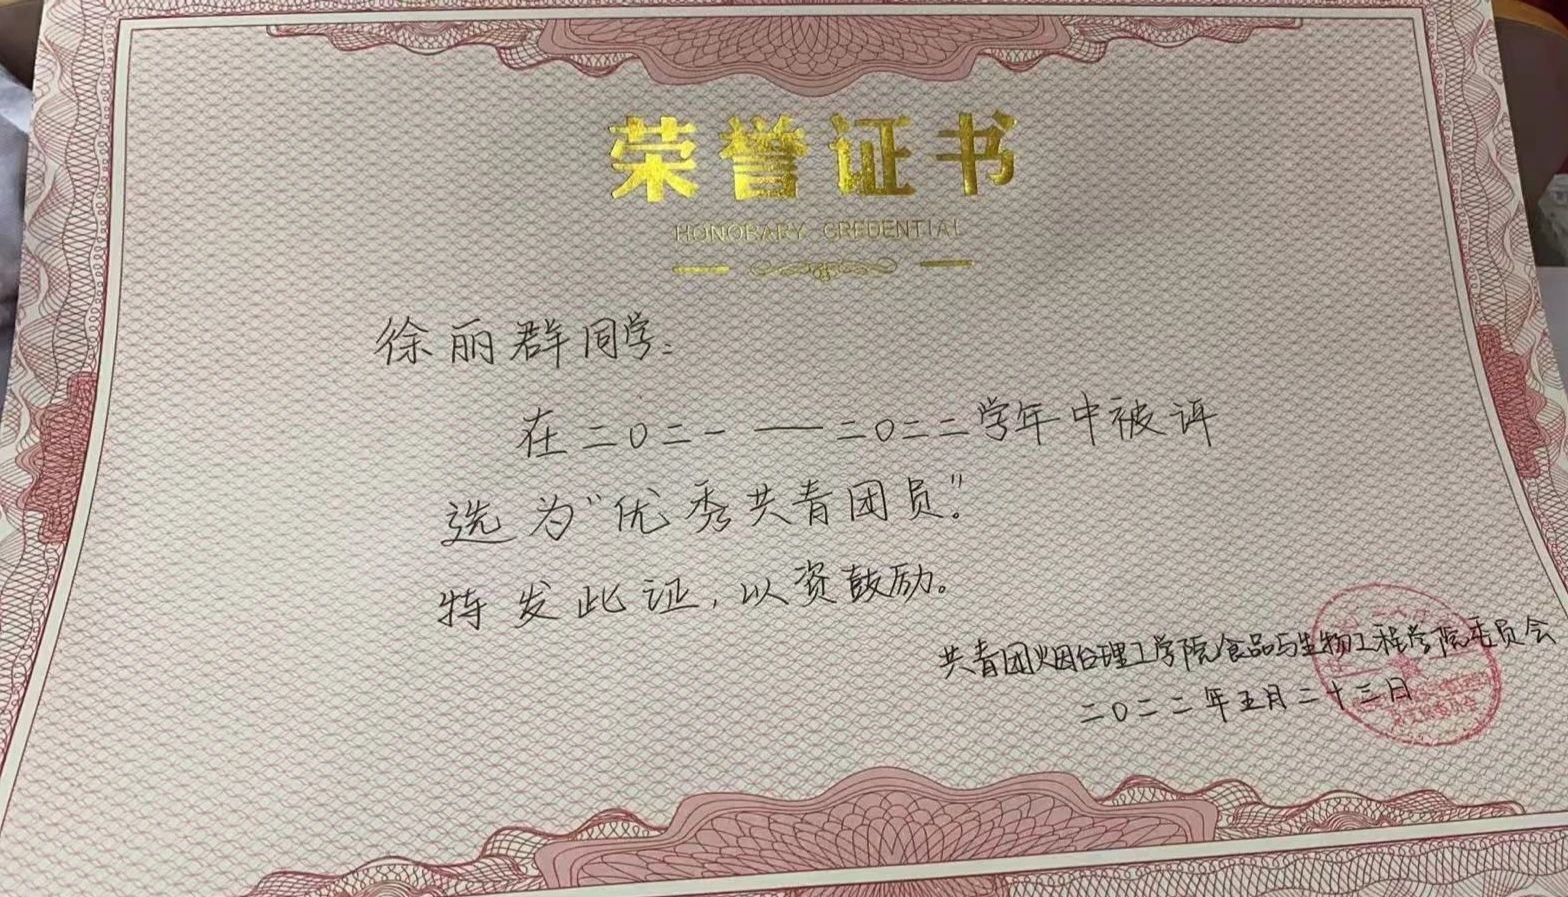 荣誉证书
HONORARY CREDENTIAL
徐丽群同学:
在二〇二一——二〇二二学年中被评
选为“优秀共青团员”。
特发此证,以资鼓励。
共青团烟台理工学院食品与生物工程学院委员会
二〇二二年五月二十三日